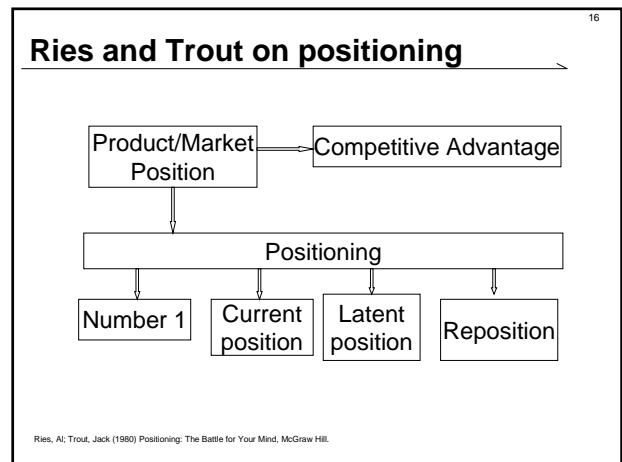 16
Ries and Trout on positioning
Product/Market
Position
Competitive Advantage
Positioning
Number 1
Current
position
Latent
position
Reposition
Ries, Al; Trout, Jack (1980) Positioning: The Battle for Your Mind, McGraw Hill.